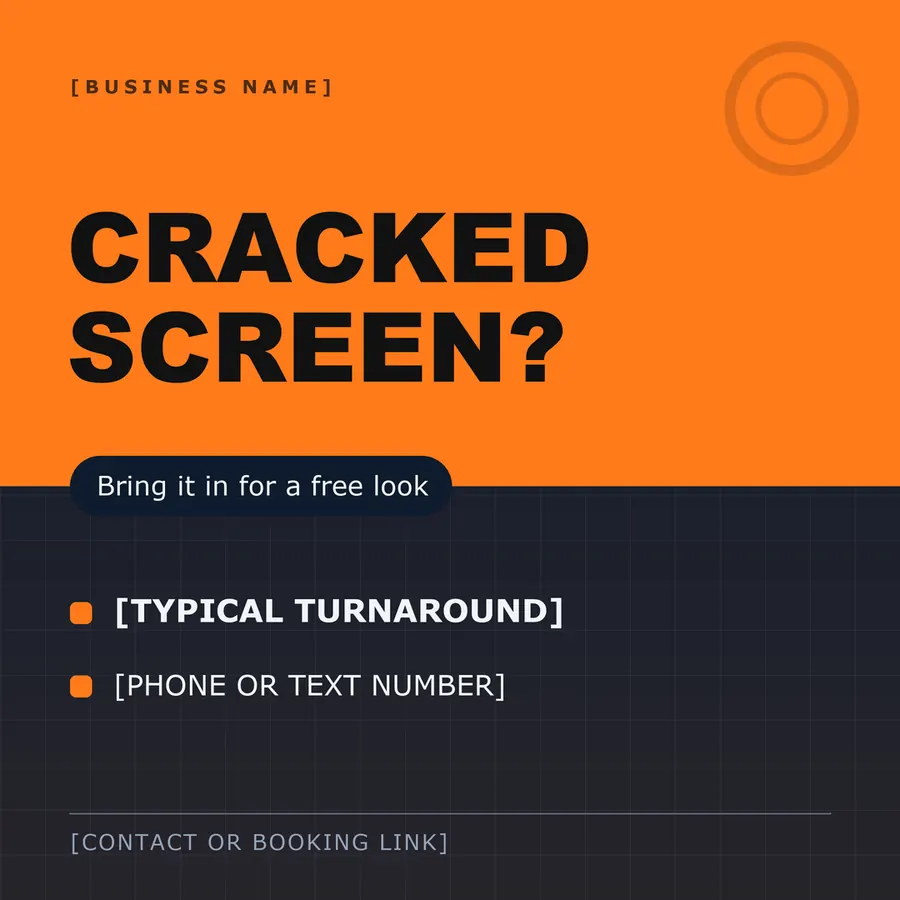 [BUSINESS NAME]
CRACKED
SCREEN?
Bring it in for a free look
[TYPICAL TURNAROUND]
[PHONE OR TEXT NUMBER]
[CONTACT OR BOOKING LINK]